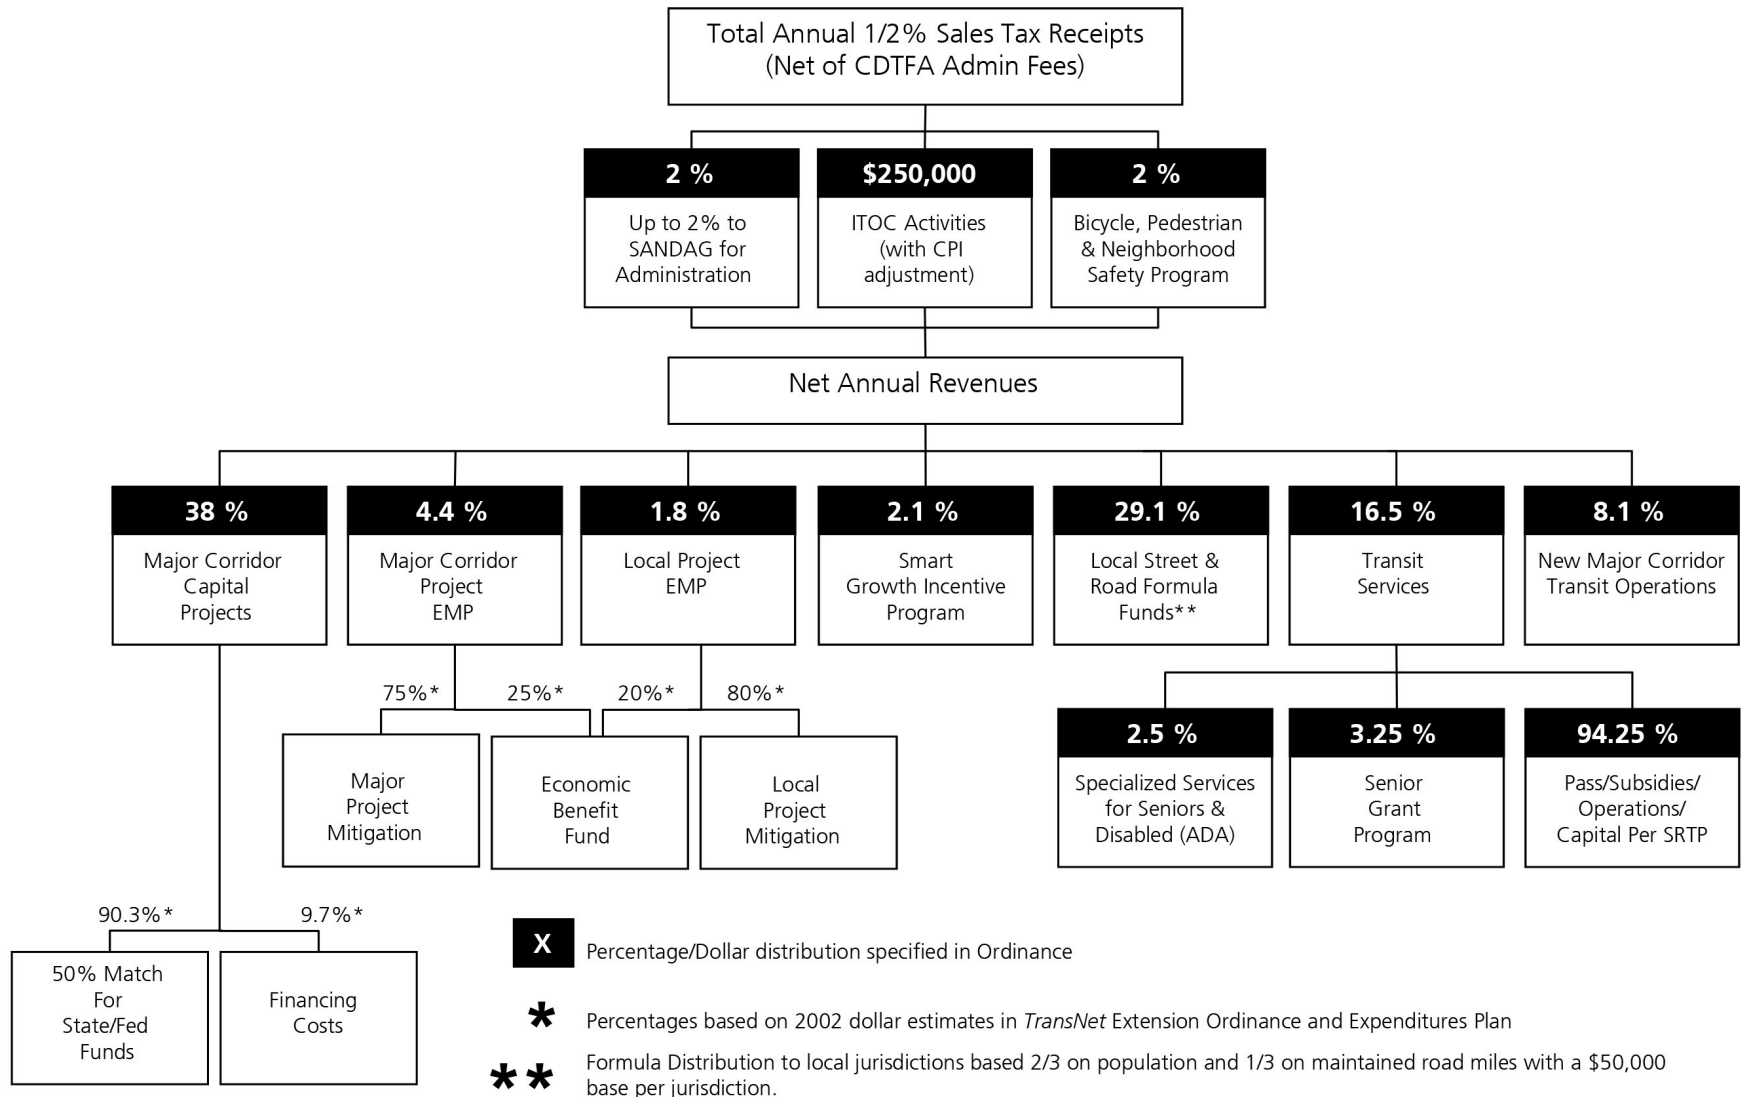 Total Annual 1/2% Sales Tax Receipts
(Net of CDTFA Admin Fees)
2 %
Up to 2% to
SANDAG for
Administration
$250,000
ITOC Activities
(with CPI
adjustment)
2 %
Bicycle, Pedestrian
& Neighborhood
Safety Program
Net Annual Revenues
38 %
Major Corridor
Capital
Projects
4.4 %
Major Corridor
Project
EMP
1.8 %
Local Project
EMP
2.1 %
Smart
Growth Incentive
Program
29.1 %
Local Street &
Road Formula
Funds**
16.5 %
Transit
Services
8.1 %
New Major Corridor
Transit Operations
75%*
25%*
20%*
80%*
Major
Project
Mitigation
Economic
Benefit
Fund
Local
Project
Mitigation
2.5 %
Specialized Services
for Seniors &
Disabled (ADA)
3.25 %
Senior
Grant
Program
94.25 %
Pass/Subsidies/
Operations/
Capital Per SRTP
90.3%*
9.7%*
50% Match
For
State/Fed
Funds
Financing
Costs
X Percentage/Dollar distribution specified in Ordinance
* Percentages based on 2002 dollar estimates in TransNet Extension Ordinance and Expenditures Plan
** Formula Distribution to local jurisdictions based 2/3 on population and 1/3 on maintained road miles with a $50,000
base per jurisdiction.